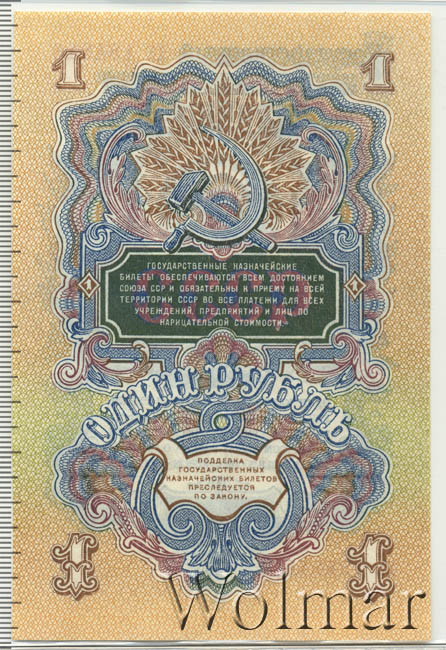 1 1
ГОСУДАРСТВЕННЫЕ КАЗНАЧЕЙСКИЕ
БИЛЕТЫ ОБЕСПЕЧИВАЮТСЯ ВСЕМ ДОСТОЯНИЕМ
СОЮЗА ССР И ОБЯЗАТЕЛЬНЫ К ПРИЕМУ НА ВСЕЙ
ТЕРРИТОРИИ СССР ВО ВСЕ ПЛАТЕЖИ ДЛЯ ВСЕХ
УЧРЕЖДЕНИЙ, ПРЕДПРИЯТИЙ И ЛИЦ ПО
НАРИЦАТЕЛЬНОЙ СТОИМОСТИ.
1 1
ОДИН РУБЛЬ
ПОДДЕЛКА
ГОСУДАРСТВЕННЫХ
КАЗНАЧЕЙСКИХ БИЛЕТОВ
ПРЕСЛЕДУЕТСЯ
ПО ЗАКОНУ.
1 1
Wolmar